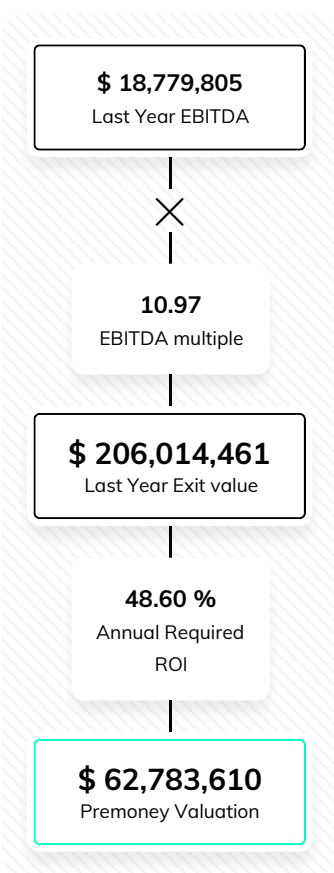 $ 18,779,805
Last Year EBITDA
10.97
EBITDA multiple
$ 206,014,461
Last Year Exit value
48.60 %
Annual Required
ROI
$ 62,783,610
Premoney Valuation